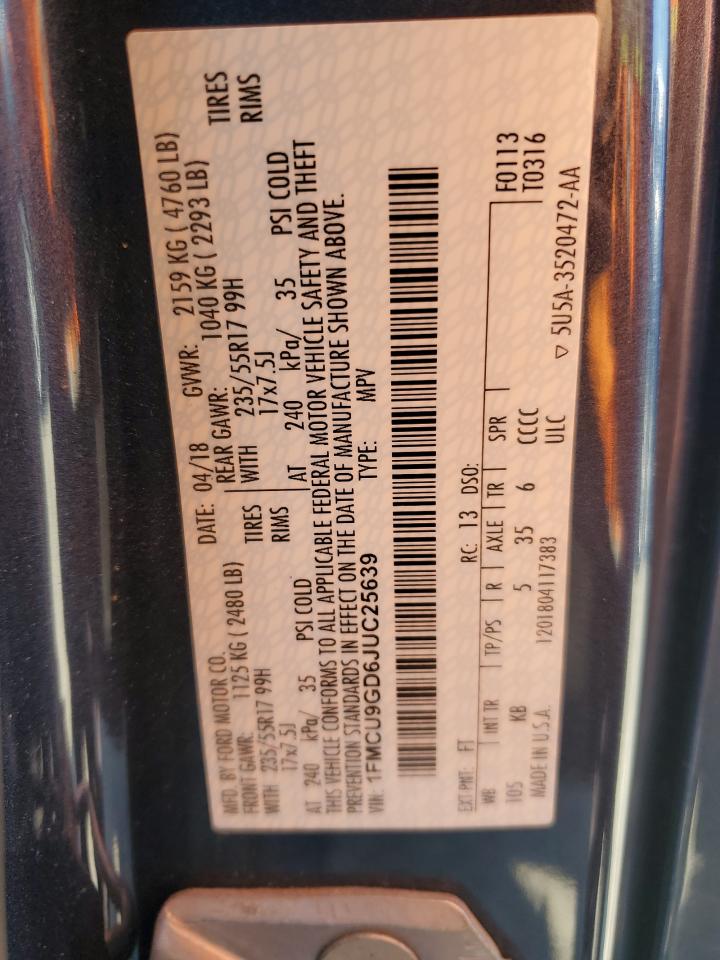 MFD. BY FORD MOTOR CO. DATE: 04/18 GVWR: 2159 KG ( 4760 LB)
FRONT GAWR: 1125 KG ( 2480 LB) REAR GAWR: 1040 KG ( 2293 LB)
WITH 235/55R17 99H TIRES WITH 235/55R17 99H TIRES
17x7.5J RIMS 17x7.5J RIMS
AT 240 kPa/ 35 PSI COLD AT 240 kPa/ 35 PSI COLD
THIS VEHICLE CONFORMS TO ALL APPLICABLE FEDERAL MOTOR VEHICLE SAFETY AND THEFT
PREVENTION STANDARDS IN EFFECT ON THE DATE OF MANUFACTURE SHOWN ABOVE.
VIN: 1FMCU9GD6JUC25639 TYPE: MPV
EXT PNT: FT RC: 13 DSO: F0113
WB INT TR TP/PS R AXLE TR SPR T0316
105 KB 5 35 6 CCCC
MADE IN U.S.A. 1201804117383 ULC ▽ 5U5A-3520472-AA